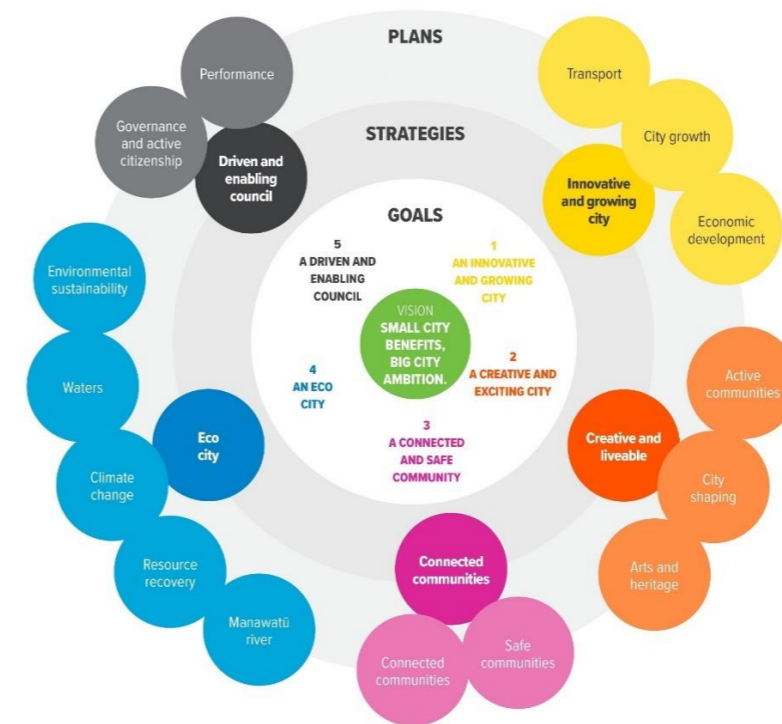 PLANS
STRATEGIES
GOALS
VISION
SMALL CITY
BENEFITS,
BIG CITY
AMBITION.
1
AN INNOVATIVE
AND GROWING
CITY
2
A CREATIVE AND
EXCITING CITY
3
A CONNECTED
AND SAFE
COMMUNITY
4
AN ECO
CITY
5
A DRIVEN AND
ENABLING
COUNCIL
Innovative
and growing
city
Transport
City growth
Economic
development
Creative and
liveable
Active
communities
City
shaping
Arts and
heritage
Connected
communities
Safe
communities
Connected
communities
Eco
city
Manawatū
river
Resource
recovery
Climate
change
Waters
Environmental
sustainability
Driven and
enabling
council
Governance
and active
citizenship
Performance